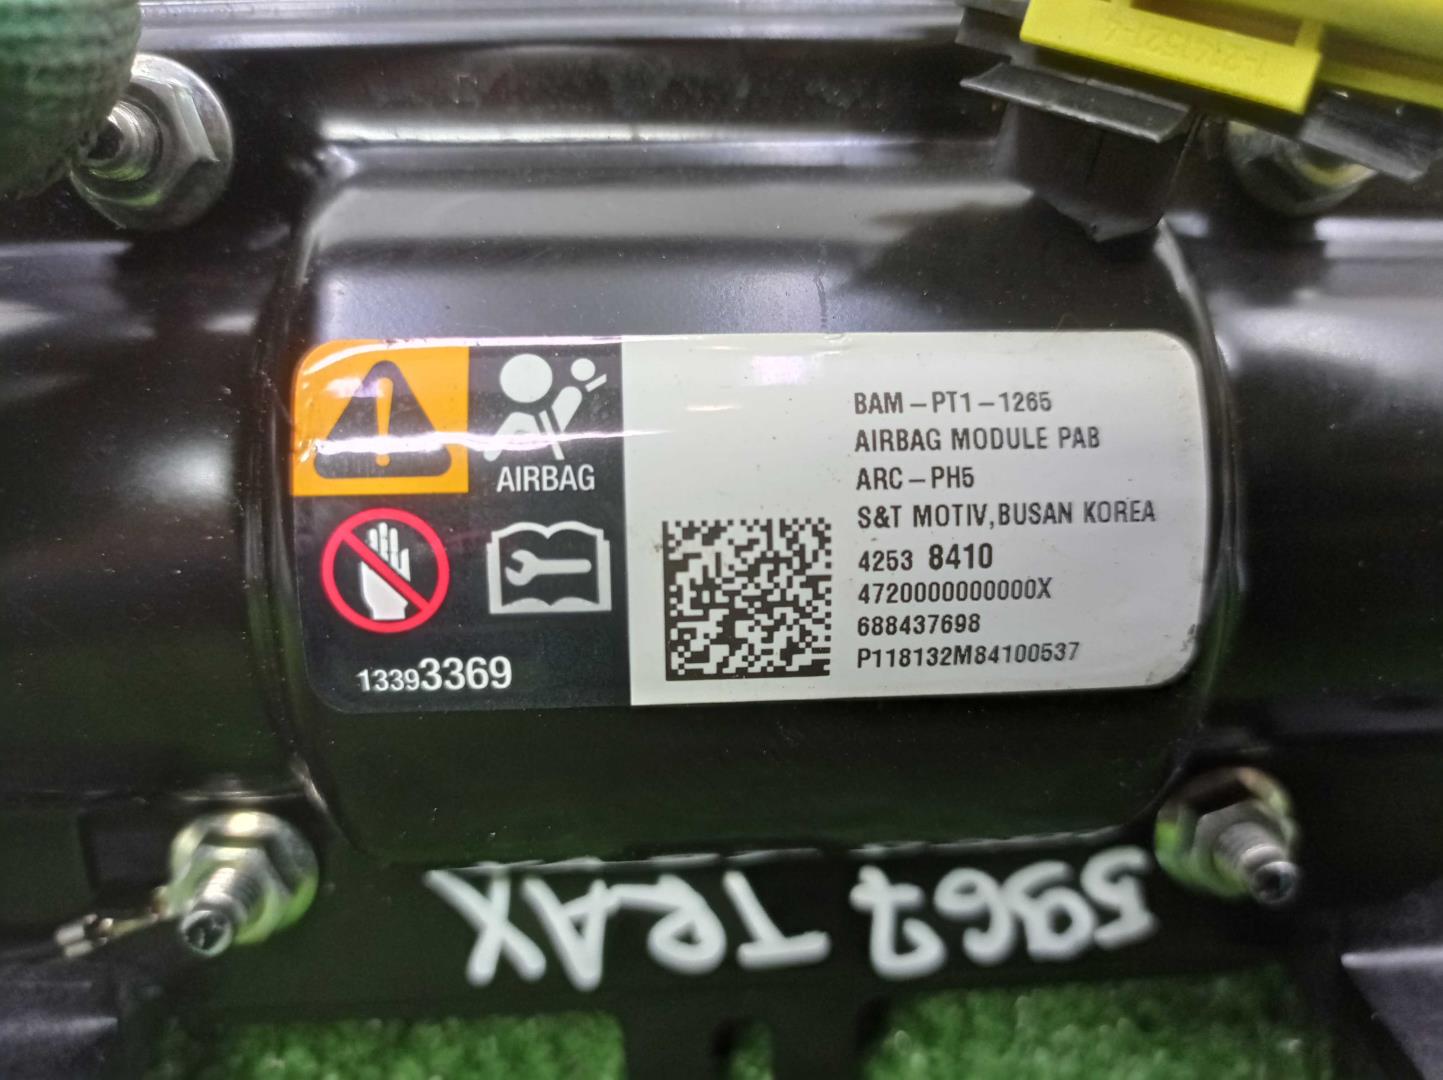 AIRBAG
13393369
BAM-PT1-1265
AIRBAG MODULE PAB
ARC-PH5
S&T MOTIV,BUSAN KOREA
4253 8410
4720000000000X
688437698
P118132M84100537
5967 TRAX